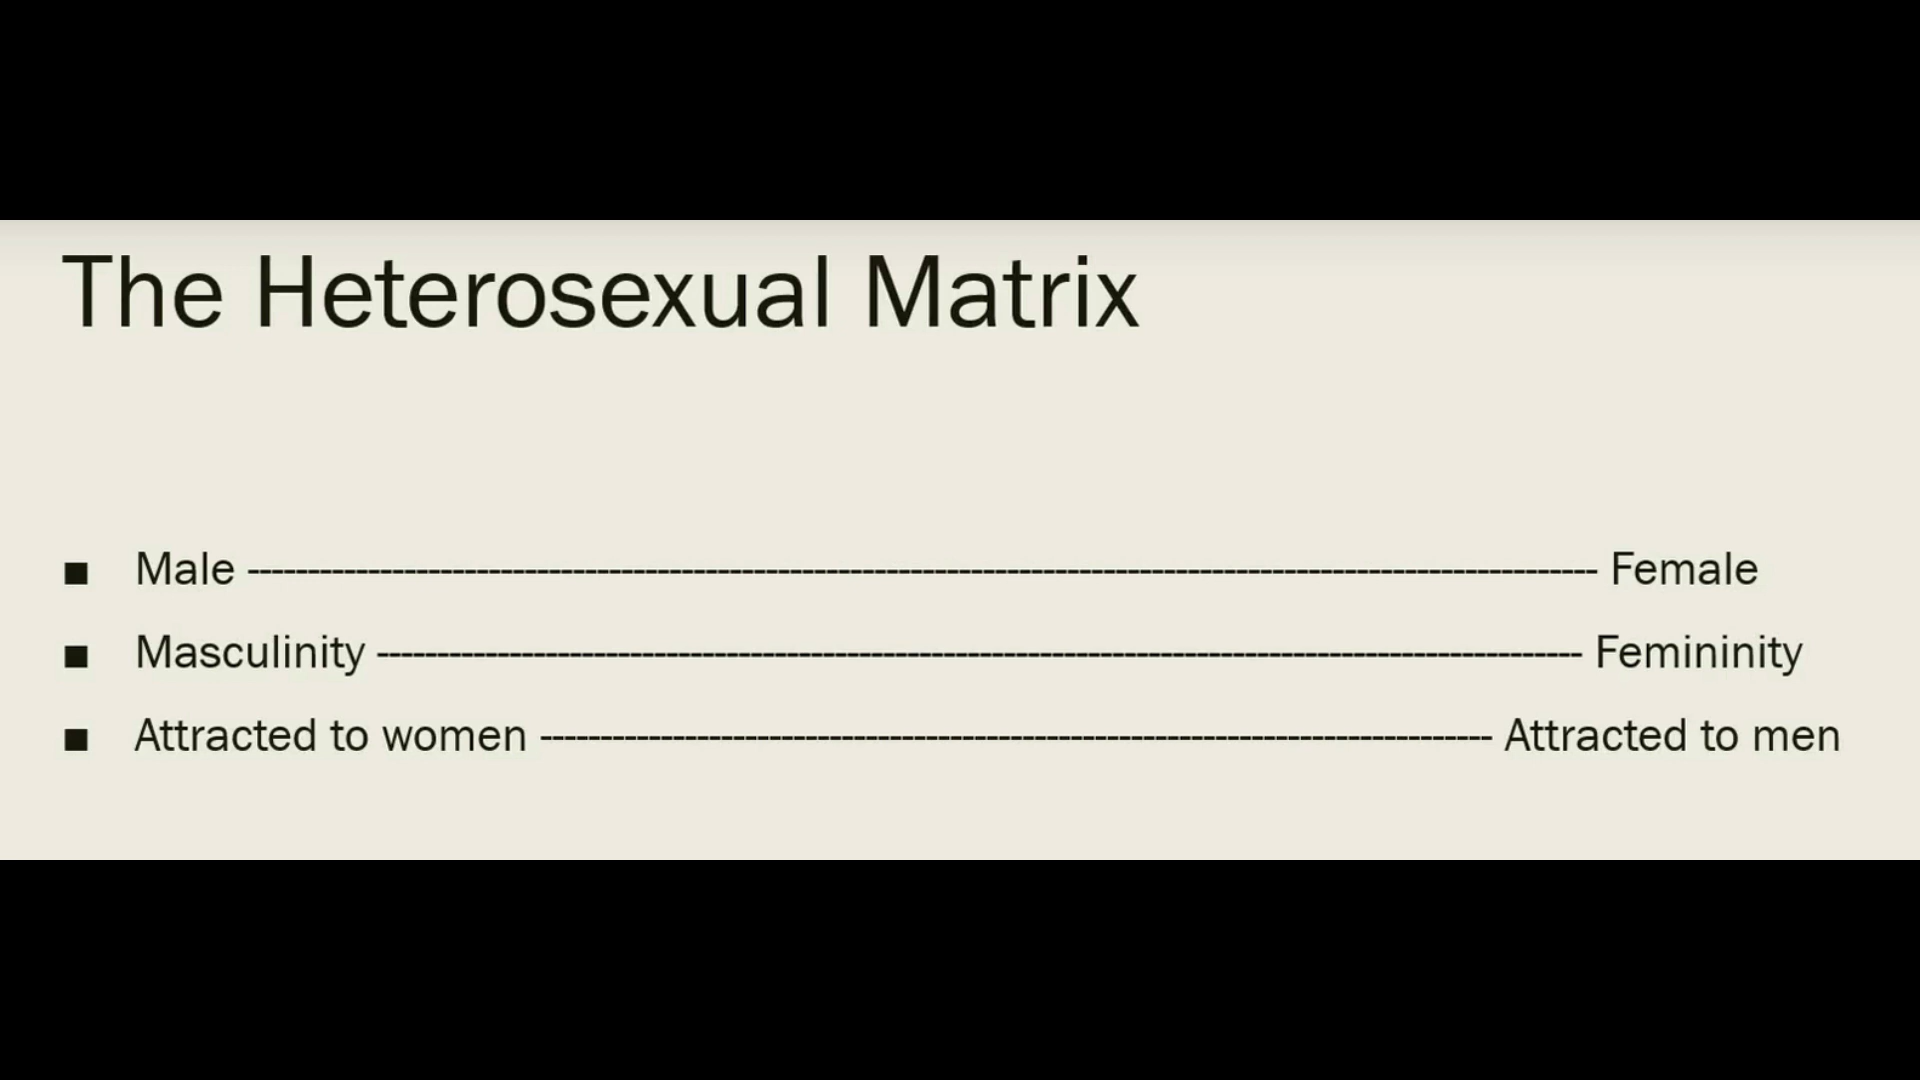 The Heterosexual Matrix
■ Male ------------------------------------------------------------------------------------------------ Female
■ Masculinity -------------------------------------------------------------------------------------- Femininity
■ Attracted to women -------------------------------------------------------------------- Attracted to men